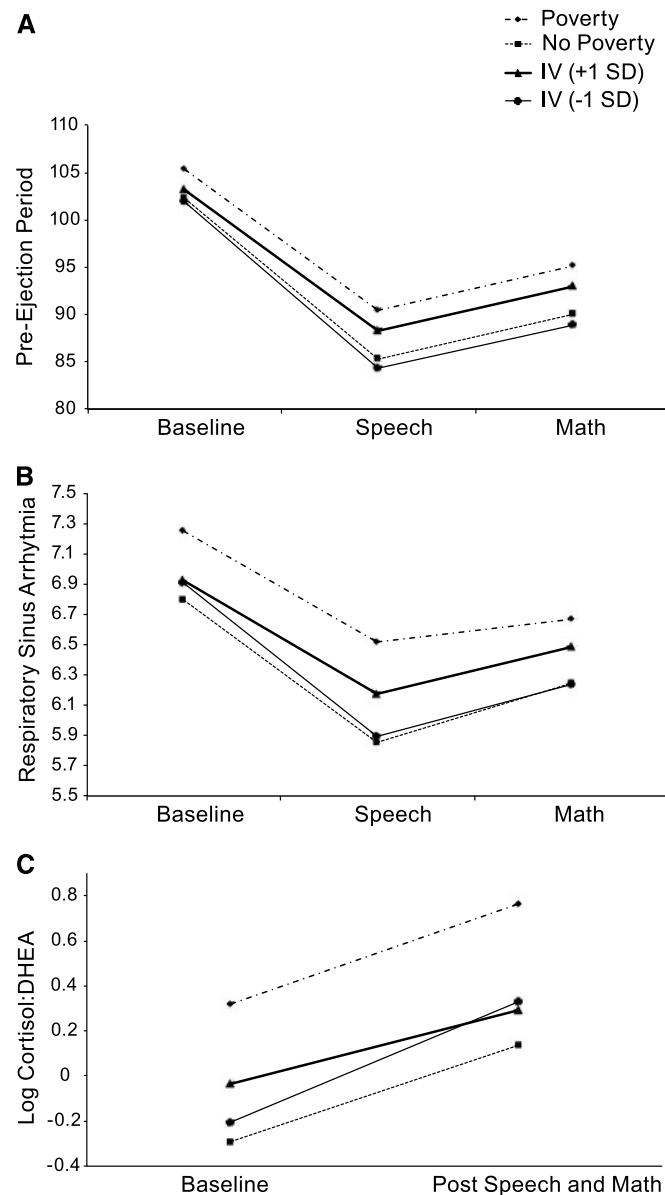 A
Poverty
No Poverty
IV (+1 SD)
IV (-1 SD)
Pre-Ejection Period
110
105
100
95
90
85
80
Baseline Speech Math
B
Respiratory Sinus Arrhytmia
7.5
7.3
7.1
6.9
6.7
6.5
6.3
6.1
5.9
5.7
5.5
Baseline Speech Math
C
Log Cortisol:DHEA
0.8
0.6
0.4
0.2
0
-0.2
-0.4
Baseline Post Speech and Math